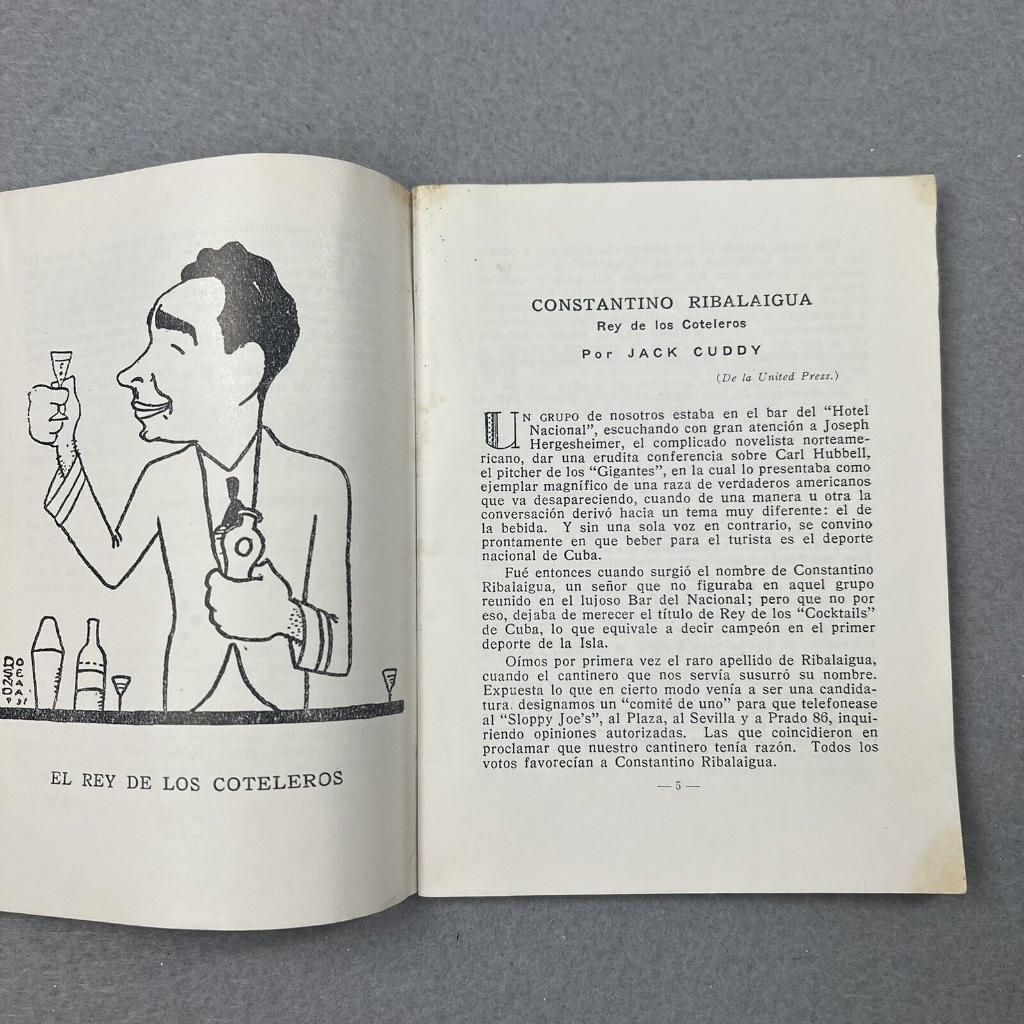 EL REY DE LOS COTELEROS
CONSTANTINO RIBALAIGUA
Rey de los Coteleros
Por JACK CUDDY
(De la United Press.)
UN GRUPO de nosotros estaba en el bar del "Hotel
Nacional", escuchando con gran atención a Joseph
Hergesheimer, el complicado novelista norteame-
ricano, dar una erudita conferencia sobre Carl Hubbell,
el pitcher de los "Gigantes", en la cual lo presentaba como
ejemplar magnífico de una raza de verdaderos americanos
que va desapareciendo, cuando de una manera u otra la
conversación derivó hacia un tema muy diferente: el de
la bebida. Y sin una sola voz en contrario, se convino
prontamente en que beber para el turista es el deporte
nacional de Cuba.
Fué entonces cuando surgió el nombre de Constantino
Ribalaigua, un señor que no figuraba en aquel grupo
reunido en el lujoso Bar del Nacional; pero que no por
eso, dejaba de merecer el título de Rey de los "Cocktails"
de Cuba, lo que equivale a decir campeón en el primer
deporte de la Isla.
Oímos por primera vez el raro apellido de Ribalaigua,
cuando el cantinero que nos servía susurró su nombre.
Expuesta lo que en cierto modo venía a ser una candida-
tura, designamos un "comité de uno" para que telefonease
al "Sloppy Joe's", al Plaza, al Sevilla y a Prado 86, inqui-
riendo opiniones autorizadas. Las que coincidieron en
proclamar que nuestro cantinero tenía razón. Todos los
votos favorecían a Constantino Ribalaigua.
— 5 —